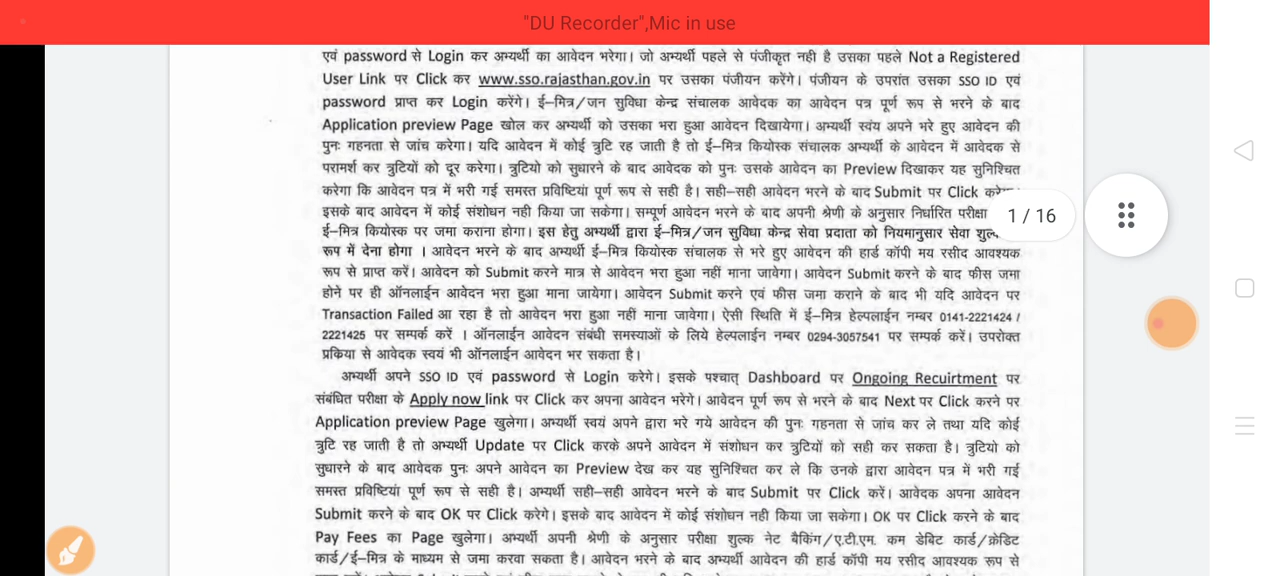 "DU Recorder",Mic in use
एवं password से Login कर अभ्यर्थी का आवेदन भरेगा। जो अभ्यर्थी पहले से पंजीकृत नही है उसका पहले Not a Registered
User Link पर Click कर www.sso.rajasthan.gov.in पर उसका पंजीयन करेंगे। पंजीयन के उपरांत उसका SSO ID एवं
password प्राप्त कर Login करेंगे। ई–मित्र/जन सुविधा केन्द्र संचालक आवेदक का आवेदन पत्र पूर्ण रूप से भरने के बाद
Application preview Page खोल कर अभ्यर्थी को उसका भरा हुआ आवेदन दिखायेगा। अभ्यर्थी स्वंय अपने भरे हुए आवेदन की
पुनः गहनता से जांच करेगा। यदि आवेदन में कोई त्रुटि रह जाती है तो ई–मित्र कियोस्क संचालक अभ्यर्थी के आवेदन में आवेदक से
परामर्श कर त्रुटियों को दूर करेगा। त्रुटियो को सुधारने के बाद आवेदक को पुनः उसके आवेदन का Preview दिखाकर यह सुनिश्चित
करेगा कि आवेदन पत्र में भरी गई समस्त प्रविष्टियां पूर्ण रूप से सही है। सही–सही आवेदन भरने के बाद Submit पर Click
इसके बाद आवेदन में कोई संशोधन नही किया जा सकेगा। सम्पूर्ण आवेदन भरने के बाद अपनी श्रेणी के अनुसार निर्धारित परीक्षा
1 / 16
ई–मित्र कियोस्क पर जमा कराना होगा। इस हेतु अभ्यर्थी द्वारा ई–मित्र/जन सुविधा केन्द्र सेवा प्रदाता को नियमानुसार सेवा
रूप में देना होगा । आवेदन भरने के बाद अभ्यर्थी ई–मित्र कियोस्क संचालक से भरे हुए आवेदन की हार्ड कॉपी मय रसीद आवश्यक
रूप से प्राप्त करें। आवेदन को Submit करने मात्र से आवेदन भरा हुआ नहीं माना जावेगा। आवेदन Submit करने के बाद फीस जमा
होने पर ही ऑनलाईन आवेदन भरा हुआ माना जायेगा। आवेदन Submit करने एवं फीस जमा कराने के बाद भी यदि आवेदन पर
Transaction Failed आ रहा है तो आवेदन भरा हुआ नहीं माना जावेगा। ऐसी स्थिति में ई–मित्र हेल्पलाईन नम्बर 0141-2221424 /
2221425 पर सम्पर्क करें । ऑनलाईन आवेदन संबंधी समस्याओं के लिये हेल्पलाईन नम्बर 0294-3057541 पर सम्पर्क करें। उपरोक्त
प्रकिया से आवेदक स्वयं भी ऑनलाईन आवेदन भर सकता है।
अभ्यर्थी अपने SSO ID एवं password से Login करेगे। इसके पश्चात् Dashboard पर Ongoing Recuirtment पर
संबंधित परीक्षा के Apply now link पर Click कर अपना आवेदन भरेगे। आवेदन पूर्ण रूप से भरने के बाद Next पर Click करने पर
Application preview Page खुलेगा। अभ्यर्थी स्वयं अपने द्वारा भरे गये आवेदन की पुनः गहनता से जांच कर ले तथा यदि कोई
त्रुटि रह जाती है तो अभ्यर्थी Update पर Click करके अपने आवेदन में संशोधन कर त्रुटियों को सही कर सकता है। त्रुटियो को
सुधारने के बाद आवेदक पुनः अपने आवेदन का Preview देख कर यह सुनिश्चित कर ले कि उनके द्वारा आवेदन पत्र में भरी गई
समस्त प्रविष्टियां पूर्ण रूप से सही है। अभ्यर्थी सही–सही आवेदन भरने के बाद Submit पर Click करें। आवेदक अपना आवेदन
Submit करने के बाद OK पर Click करेगे। इसके बाद आवेदन में कोई संशोधन नही किया जा सकेगा। OK पर Click करने के बाद
Pay Fees का Page खुलेगा। अभ्यर्थी अपनी श्रेणी के अनुसार परीक्षा शुल्क नेट बैकिंग/ए.टी.एम. कम डेबिट कार्ड/क्रेडिट
कार्ड/ई–मित्र के माध्यम से जमा करवा सकता है। आवेदन भरने के बाद अभ्यर्थी आवेदन की हार्ड कॉपी मय रसीद आवश्यक रूप से